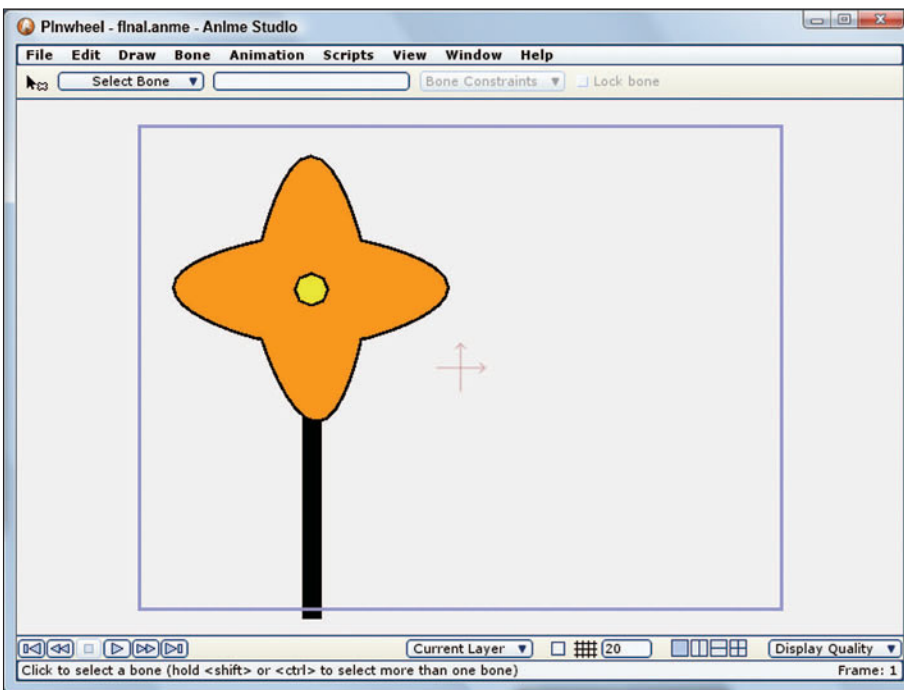 Pinwheel - final.anme - Anime Studio
File Edit Draw Bone Animation Scripts View Window Help
Select Bone Bone Constraints Lock bone
Current Layer 20 Display Quality
Click to select a bone (hold <shift> or <ctrl> to select more than one bone) Frame: 1